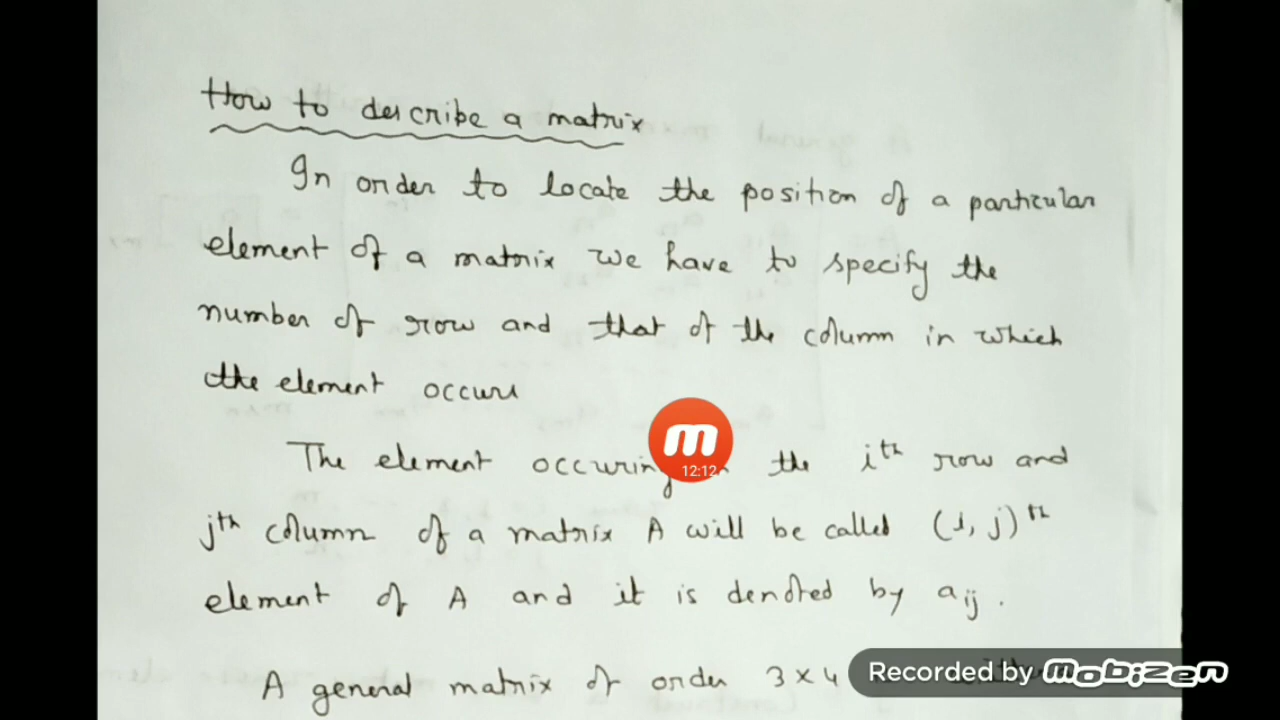 How to describe a matrix
In order to locate the position of a particular
element of a matrix we have to specify the
number of row and that of the column in which
the element occurs
The element occuring the ith row and
12:12
jth column of a matrix A will be called (i, j)th
element of A and it is denoted by aij.
A general matrix of order 3 x 4
Recorded by mobizen